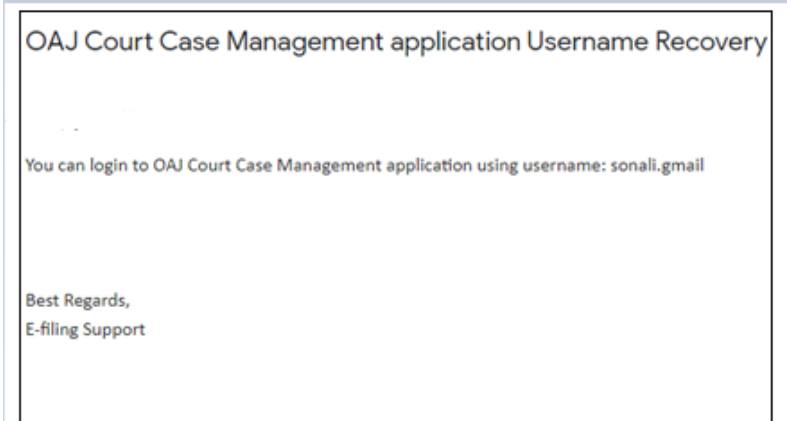 OAJ Court Case Management application Username Recovery
You can login to OAJ Court Case Management application using username: sonali.gmail
Best Regards,
E-filing Support